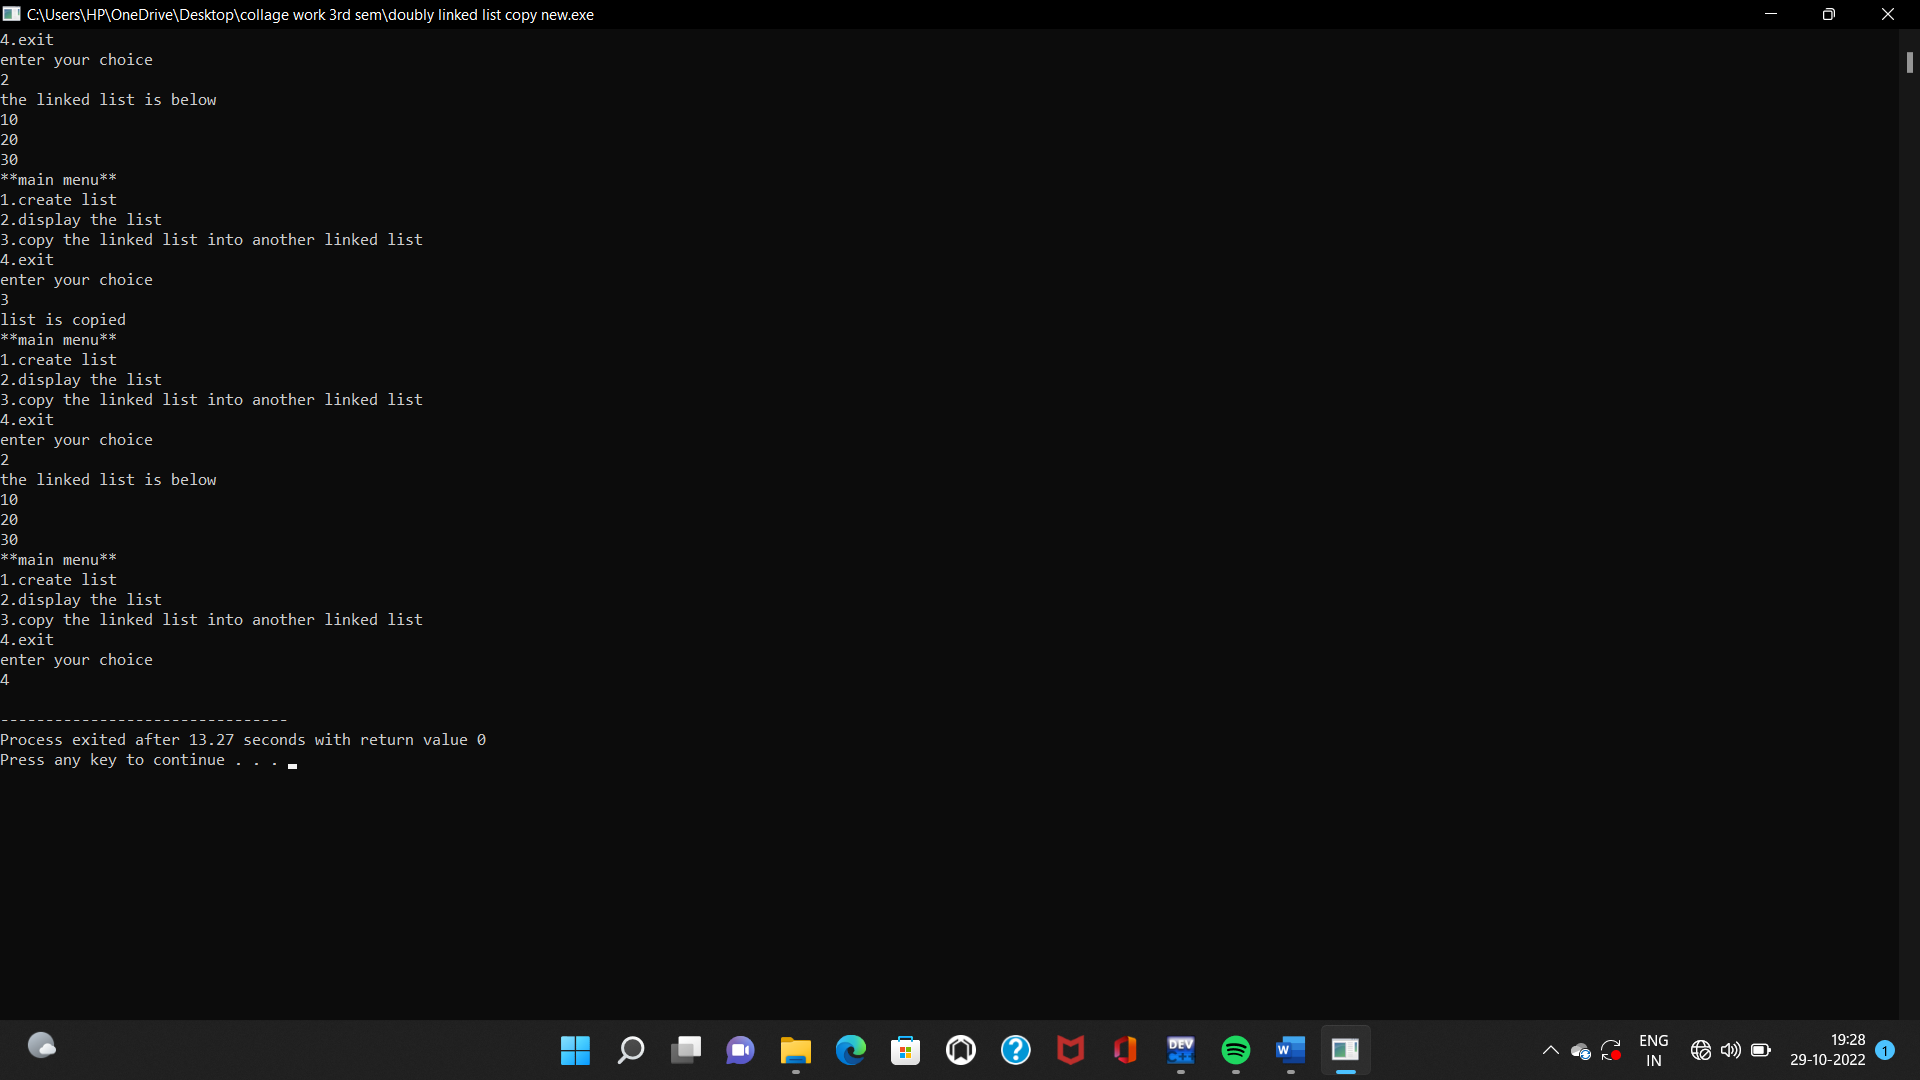 C:\Users\HP\OneDrive\Desktop\collage work 3rd sem\doubly linked list copy new.exe
4.exit
enter your choice
2
the linked list is below
10
20
30
**main menu**
1.create list
2.display the list
3.copy the linked list into another linked list
4.exit
enter your choice
3
list is copied
**main menu**
1.create list
2.display the list
3.copy the linked list into another linked list
4.exit
enter your choice
2
the linked list is below
10
20
30
**main menu**
1.create list
2.display the list
3.copy the linked list into another linked list
4.exit
enter your choice
4
--------------------------------
Process exited after 13.27 seconds with return value 0
Press any key to continue . . .
DEV
C++
W
ENG
IN
19:28
29-10-2022
1